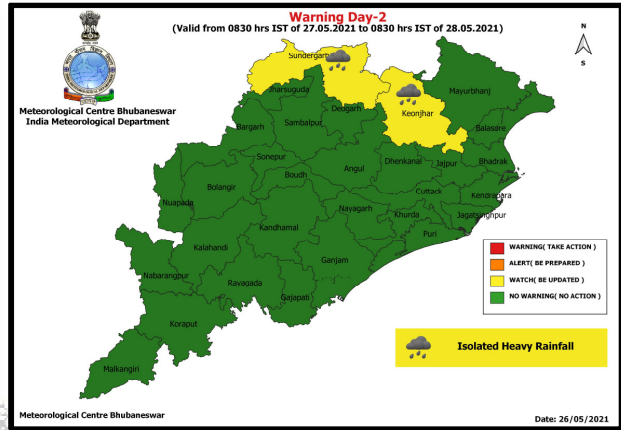 Warning Day-2
(Valid from 0830 hrs IST of 27.05.2021 to 0830 hrs IST of 28.05.2021)
N
S
Meteorological Centre Bhubaneswar
India Meteorological Department
Sundergarh
Jharsuguda
Deogarh
Keonjhar
Mayurbhanj
Balasore
Bargarh
Sambalpur
Sonepur
Boudh
Angul
Dhenkanal
Jajpur
Bhadrak
Nuapada
Bolangir
Cuttack
Kendrapara
Nayagarh
Khurda
Jagatsinghpur
Kandhamal
Puri
Kalahandi
Nabarangpur
Rayagada
Ganjam
Gajapati
Koraput
Malkangiri
WARNING( TAKE ACTION )
ALERT( BE PREPARED )
WATCH( BE UPDATED )
NO WARNING( NO ACTION )
Isolated Heavy Rainfall
Meteorological Centre Bhubaneswar
Date: 26/05/2021